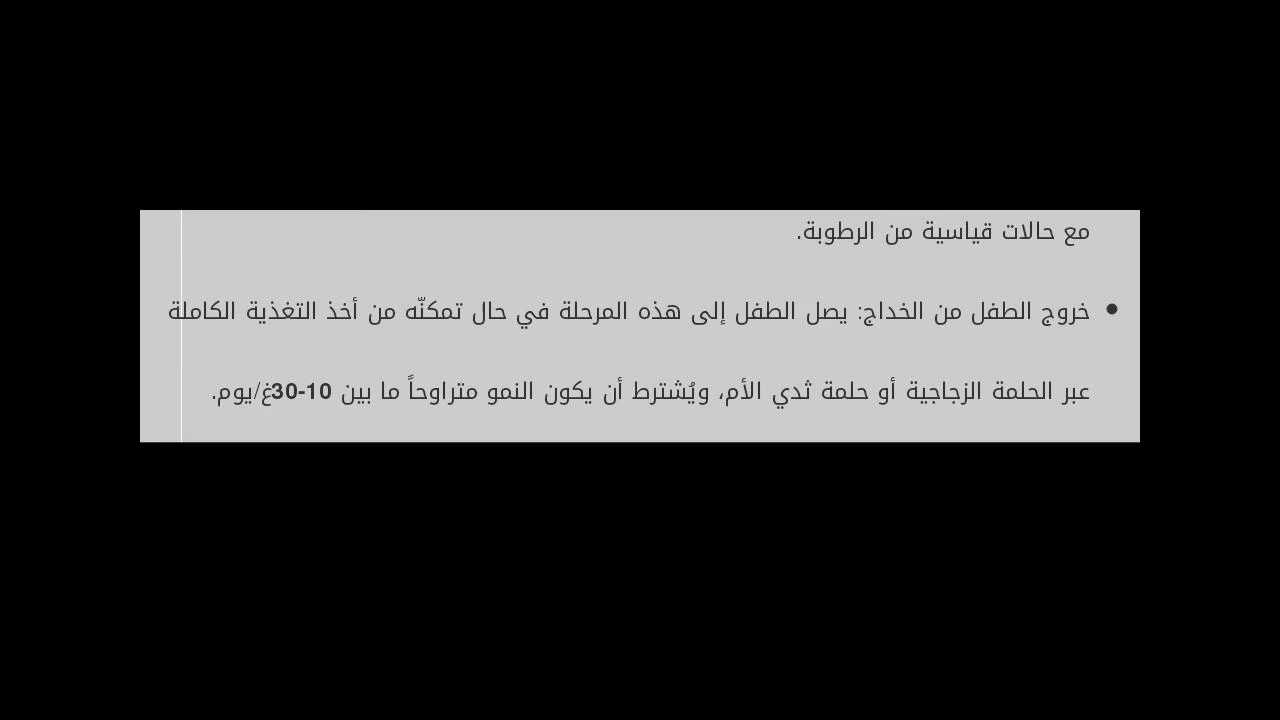 مع حالات قياسية من الرطوبة.
• خروج الطفل من الخداج: يصل الطفل إلى هذه المرحلة في حال تمكنّه من أخذ التغذية الكاملة
عبر الحلمة الزجاجية أو حلمة ثدي الأم، ويُشترط أن يكون النمو متراوحاً ما بين 10-30غ/يوم.